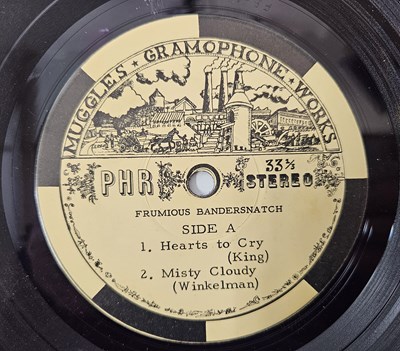 MUGGLES · GRAMOPHONE · WORKS
PHR 33⅓
STEREO
FRUMIOUS BANDERSNATCH
SIDE A
1. Hearts to Cry
(King)
2. Misty Cloudy
(Winkelman)